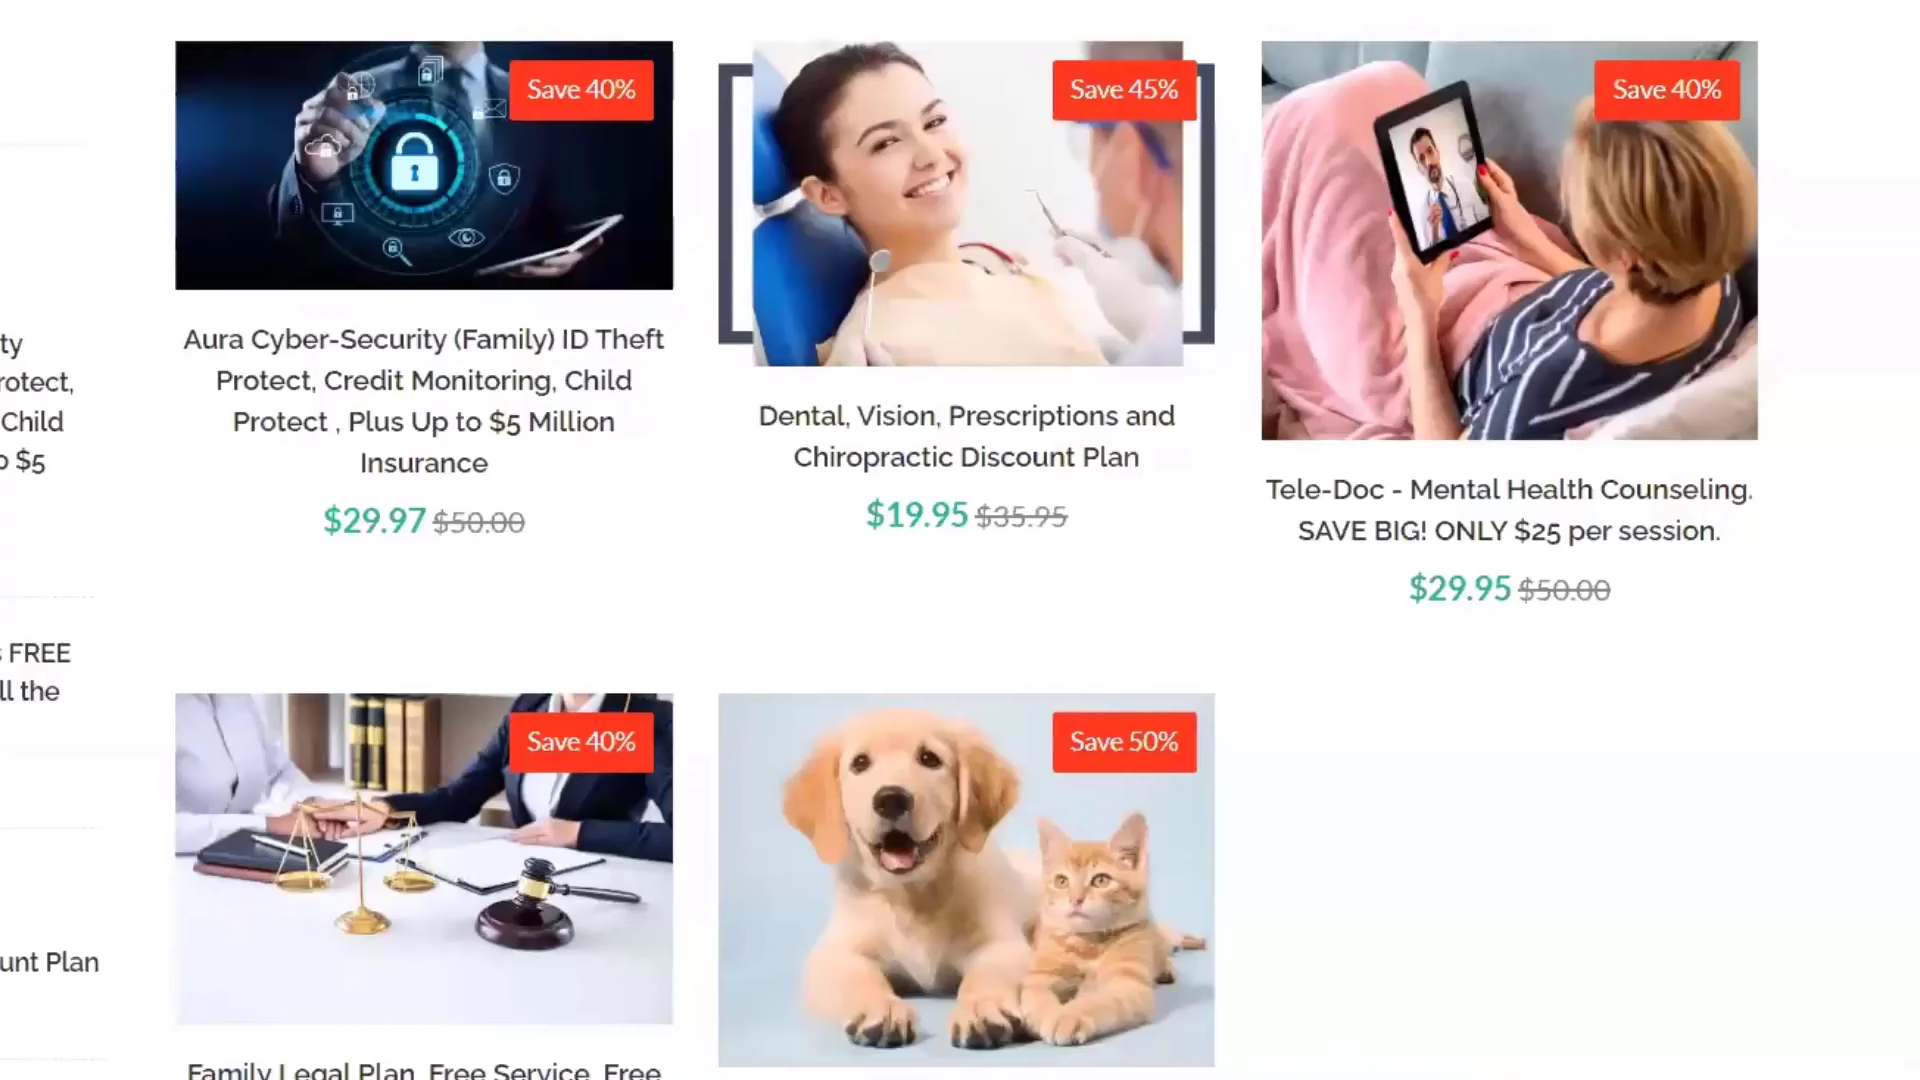 ty
rotect,
Child
o $5
FREE
ll the
unt Plan
Save 40%
Aura Cyber-Security (Family) ID Theft
Protect, Credit Monitoring, Child
Protect , Plus Up to $5 Million
Insurance
$29.97 $50.00
Save 45%
Dental, Vision, Prescriptions and
Chiropractic Discount Plan
$19.95 $35.95
Save 40%
Tele-Doc - Mental Health Counseling.
SAVE BIG! ONLY $25 per session.
$29.95 $50.00
Save 40%
Family Legal Plan, Free Service, Free
Save 50%